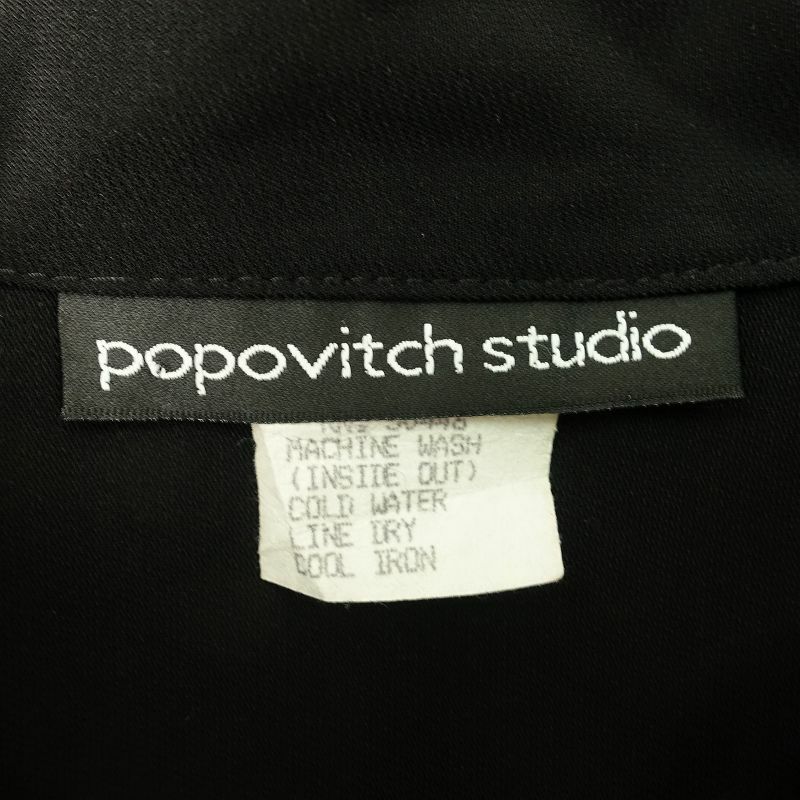 popovitch studio
MACHINE WASH
(INSIDE OUT)
COLD WATER
LINE DRY
COOL IRON